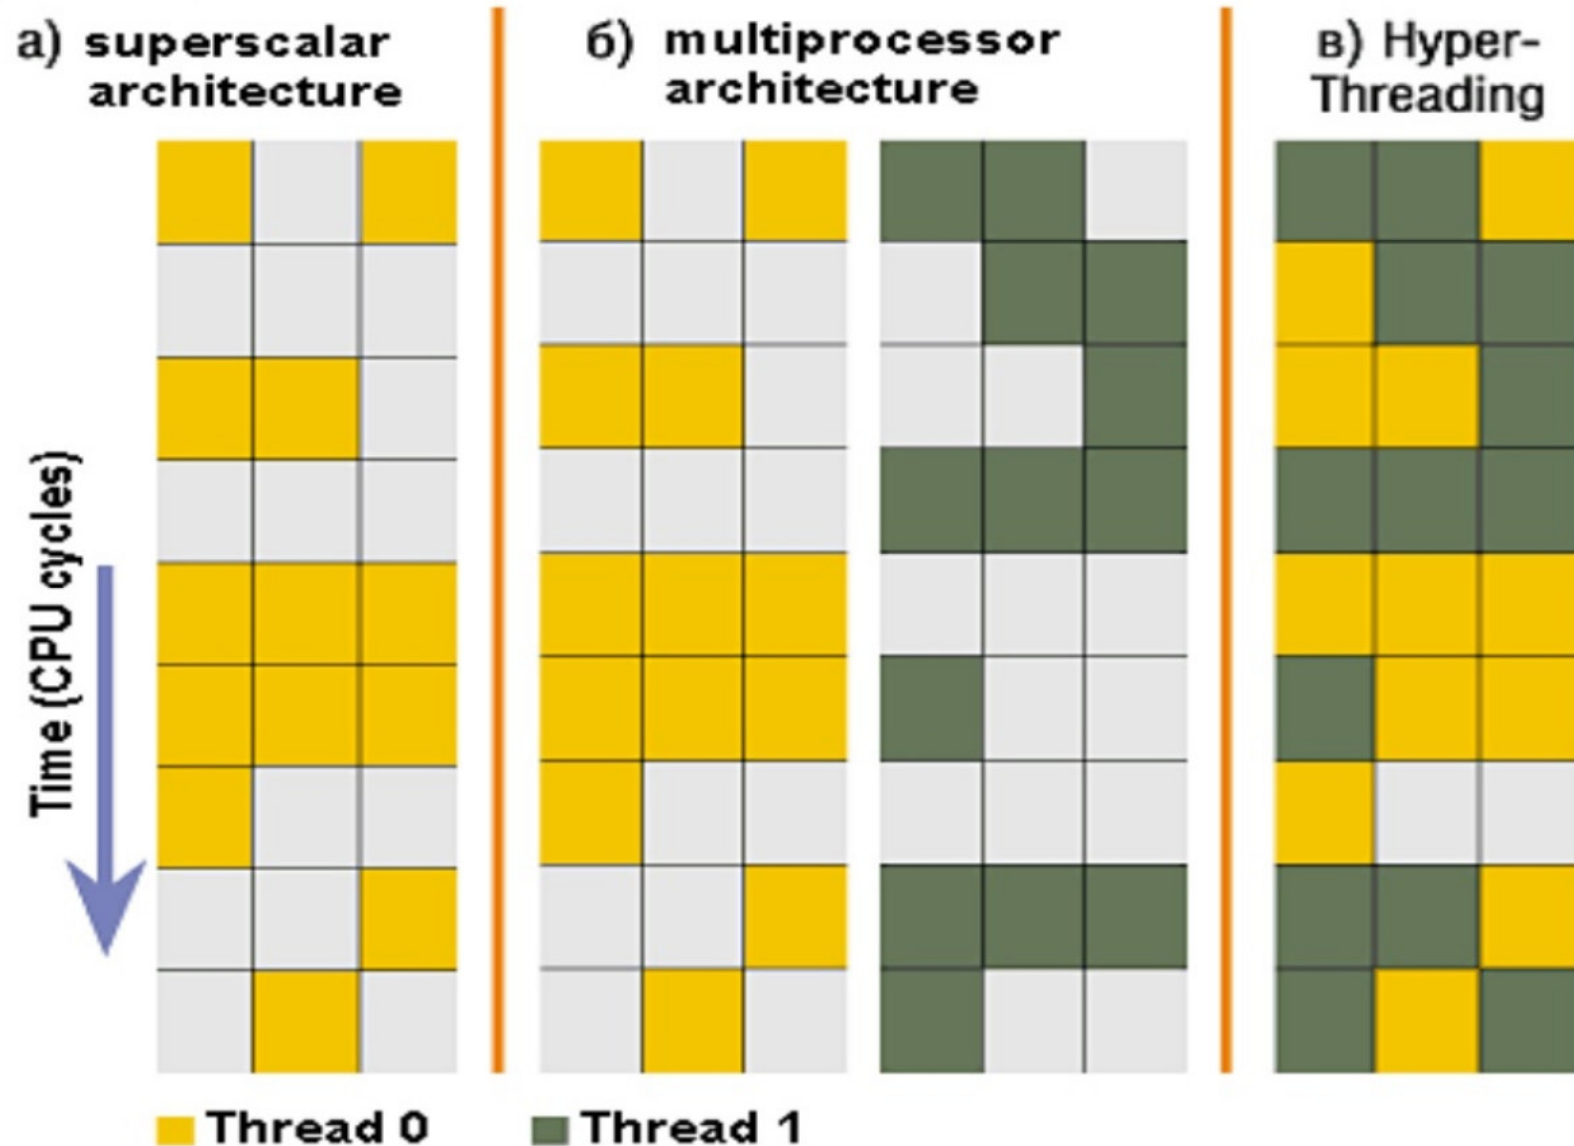 а) superscalar
architecture
б) multiprocessor
architecture
в) Hyper-
Threading
Time (CPU cycles)
Thread 0
Thread 1